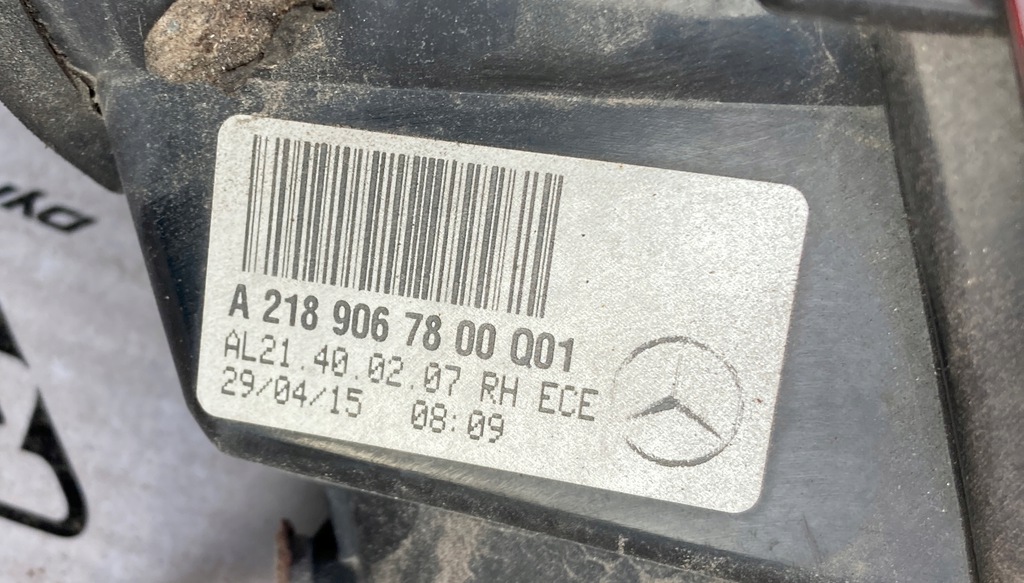 A 218 906 78 00 Q01
AL21.40.02.07 RH ECE
29/04/15 08:09